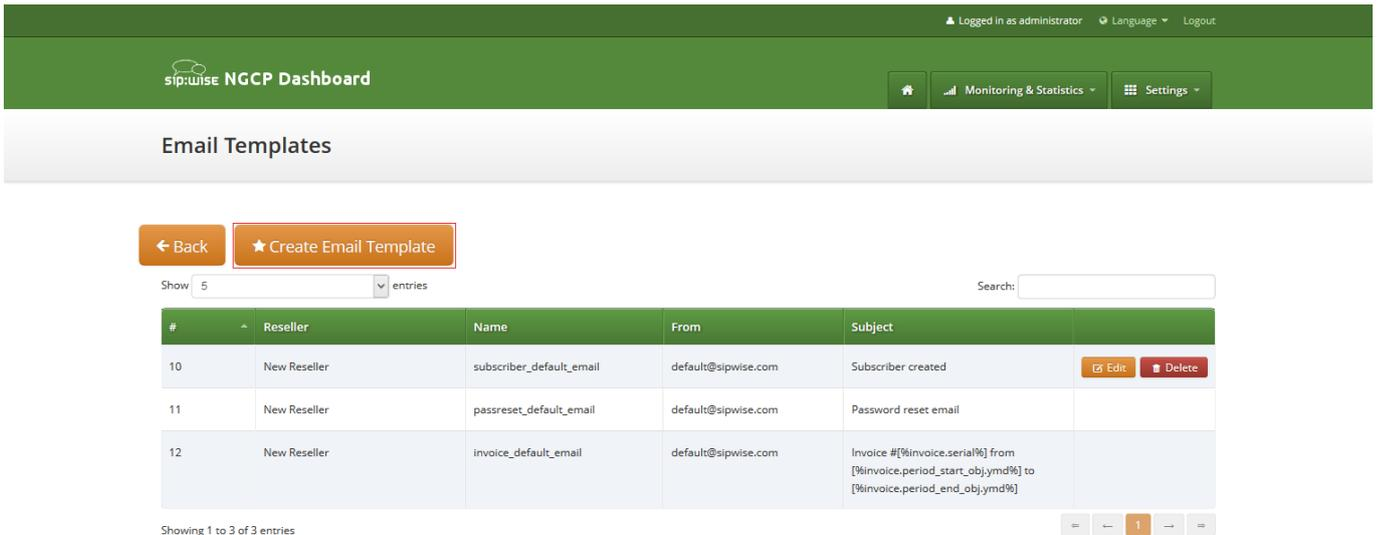 Logged in as administrator Language Logout
sip:wise NGCP Dashboard
Monitoring & Statistics Settings
Email Templates
Back Create Email Template
Show 5 entries Search:
# Reseller Name From Subject
10 New Reseller subscriber_default_email default@sipwise.com Subscriber created Edit Delete
11 New Reseller passreset_default_email default@sipwise.com Password reset email
12 New Reseller invoice_default_email default@sipwise.com Invoice #[%invoice.serial%] from
[%invoice.period_start_obj.ymd%] to
[%invoice.period_end_obj.ymd%]
Showing 1 to 3 of 3 entries ⇐ ← 1 → ⇒